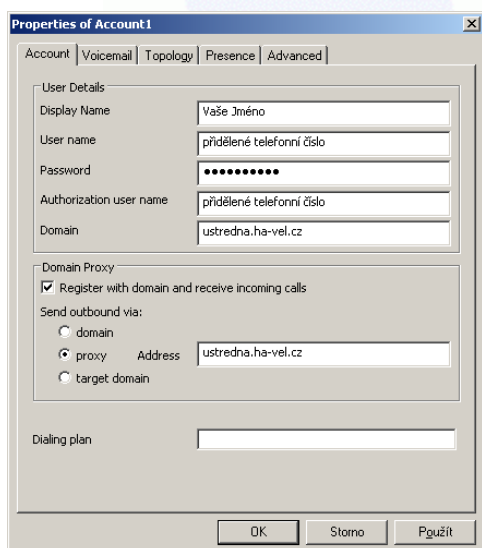 Properties of Account1
Account Voicemail Topology Presence Advanced
User Details
Display Name Vaše Jméno
User name přidělené telefonní číslo
Password ●●●●●●●●●●
Authorization user name přidělené telefonní číslo
Domain ustredna.ha-vel.cz
Domain Proxy
Register with domain and receive incoming calls
Send outbound via:
domain
proxy Address ustredna.ha-vel.cz
target domain
Dialing plan
OK Storno Použít